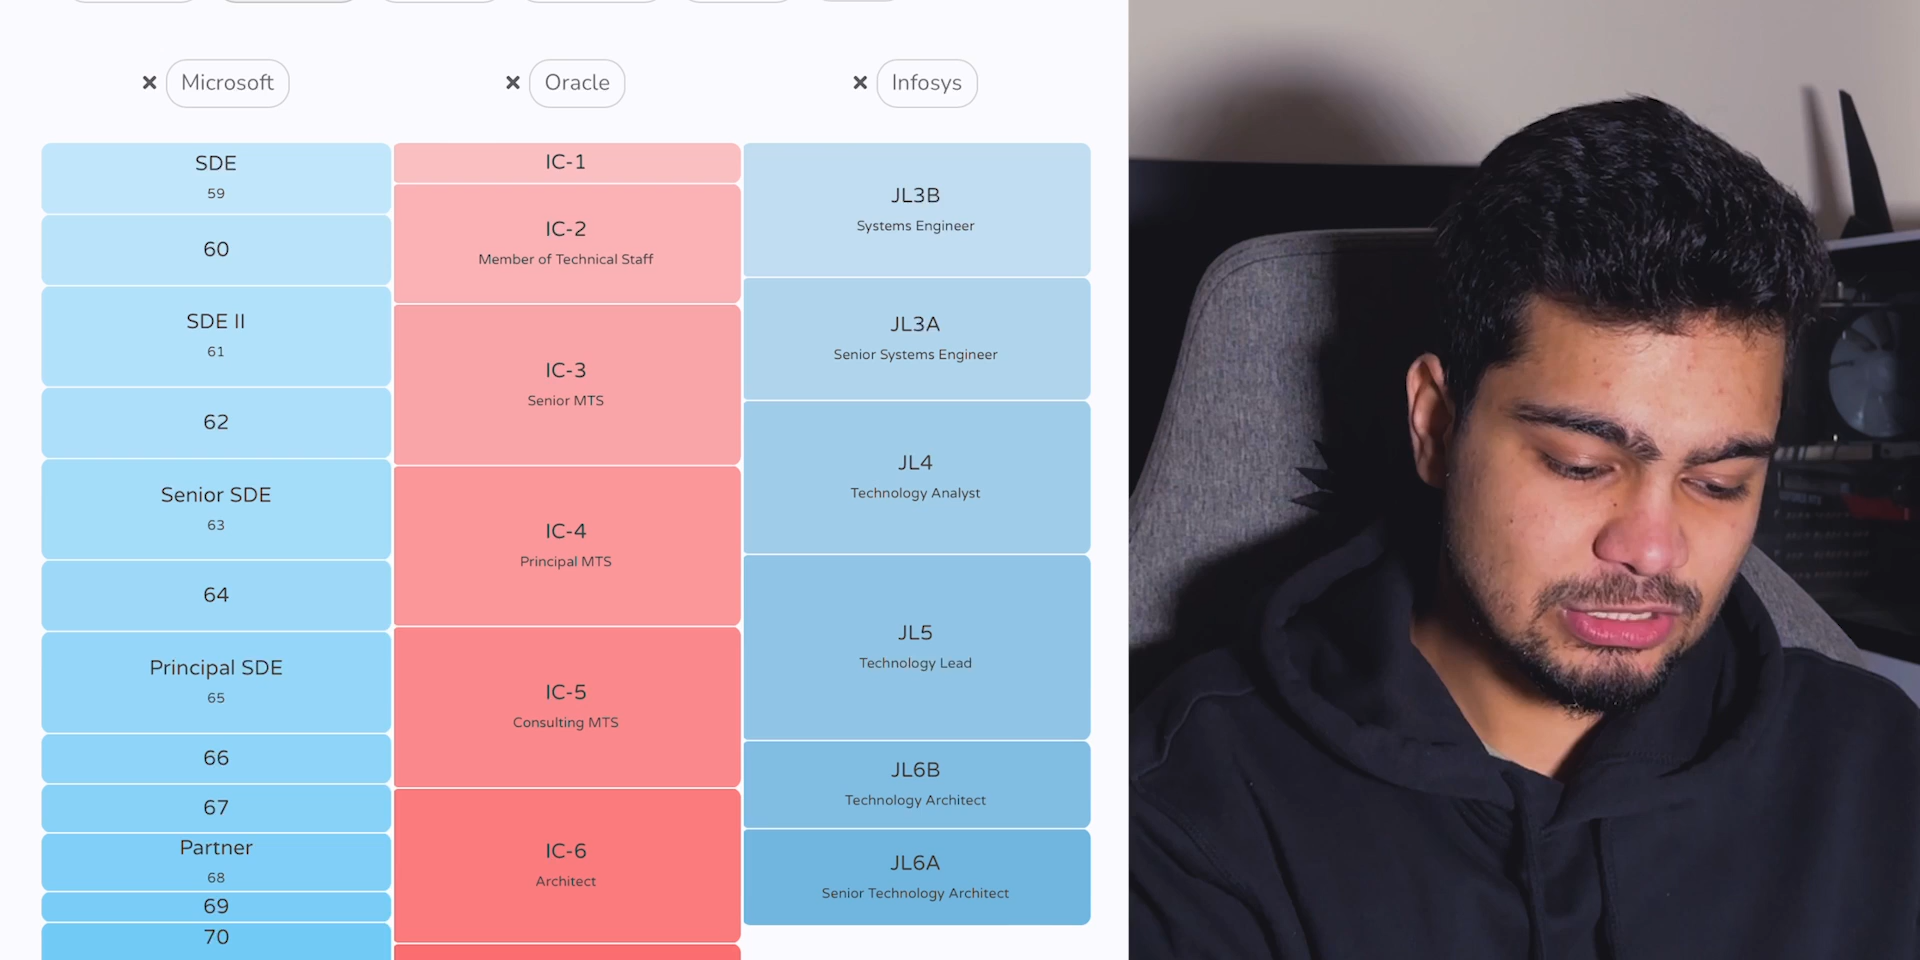 Microsoft
Oracle
Infosys
SDE
59
60
SDE II
61
62
Senior SDE
63
64
Principal SDE
65
66
67
Partner
68
69
70
IC-1
IC-2
Member of Technical Staff
IC-3
Senior MTS
IC-4
Principal MTS
IC-5
Consulting MTS
IC-6
Architect
JL3B
Systems Engineer
JL3A
Senior Systems Engineer
JL4
Technology Analyst
JL5
Technology Lead
JL6B
Technology Architect
JL6A
Senior Technology Architect